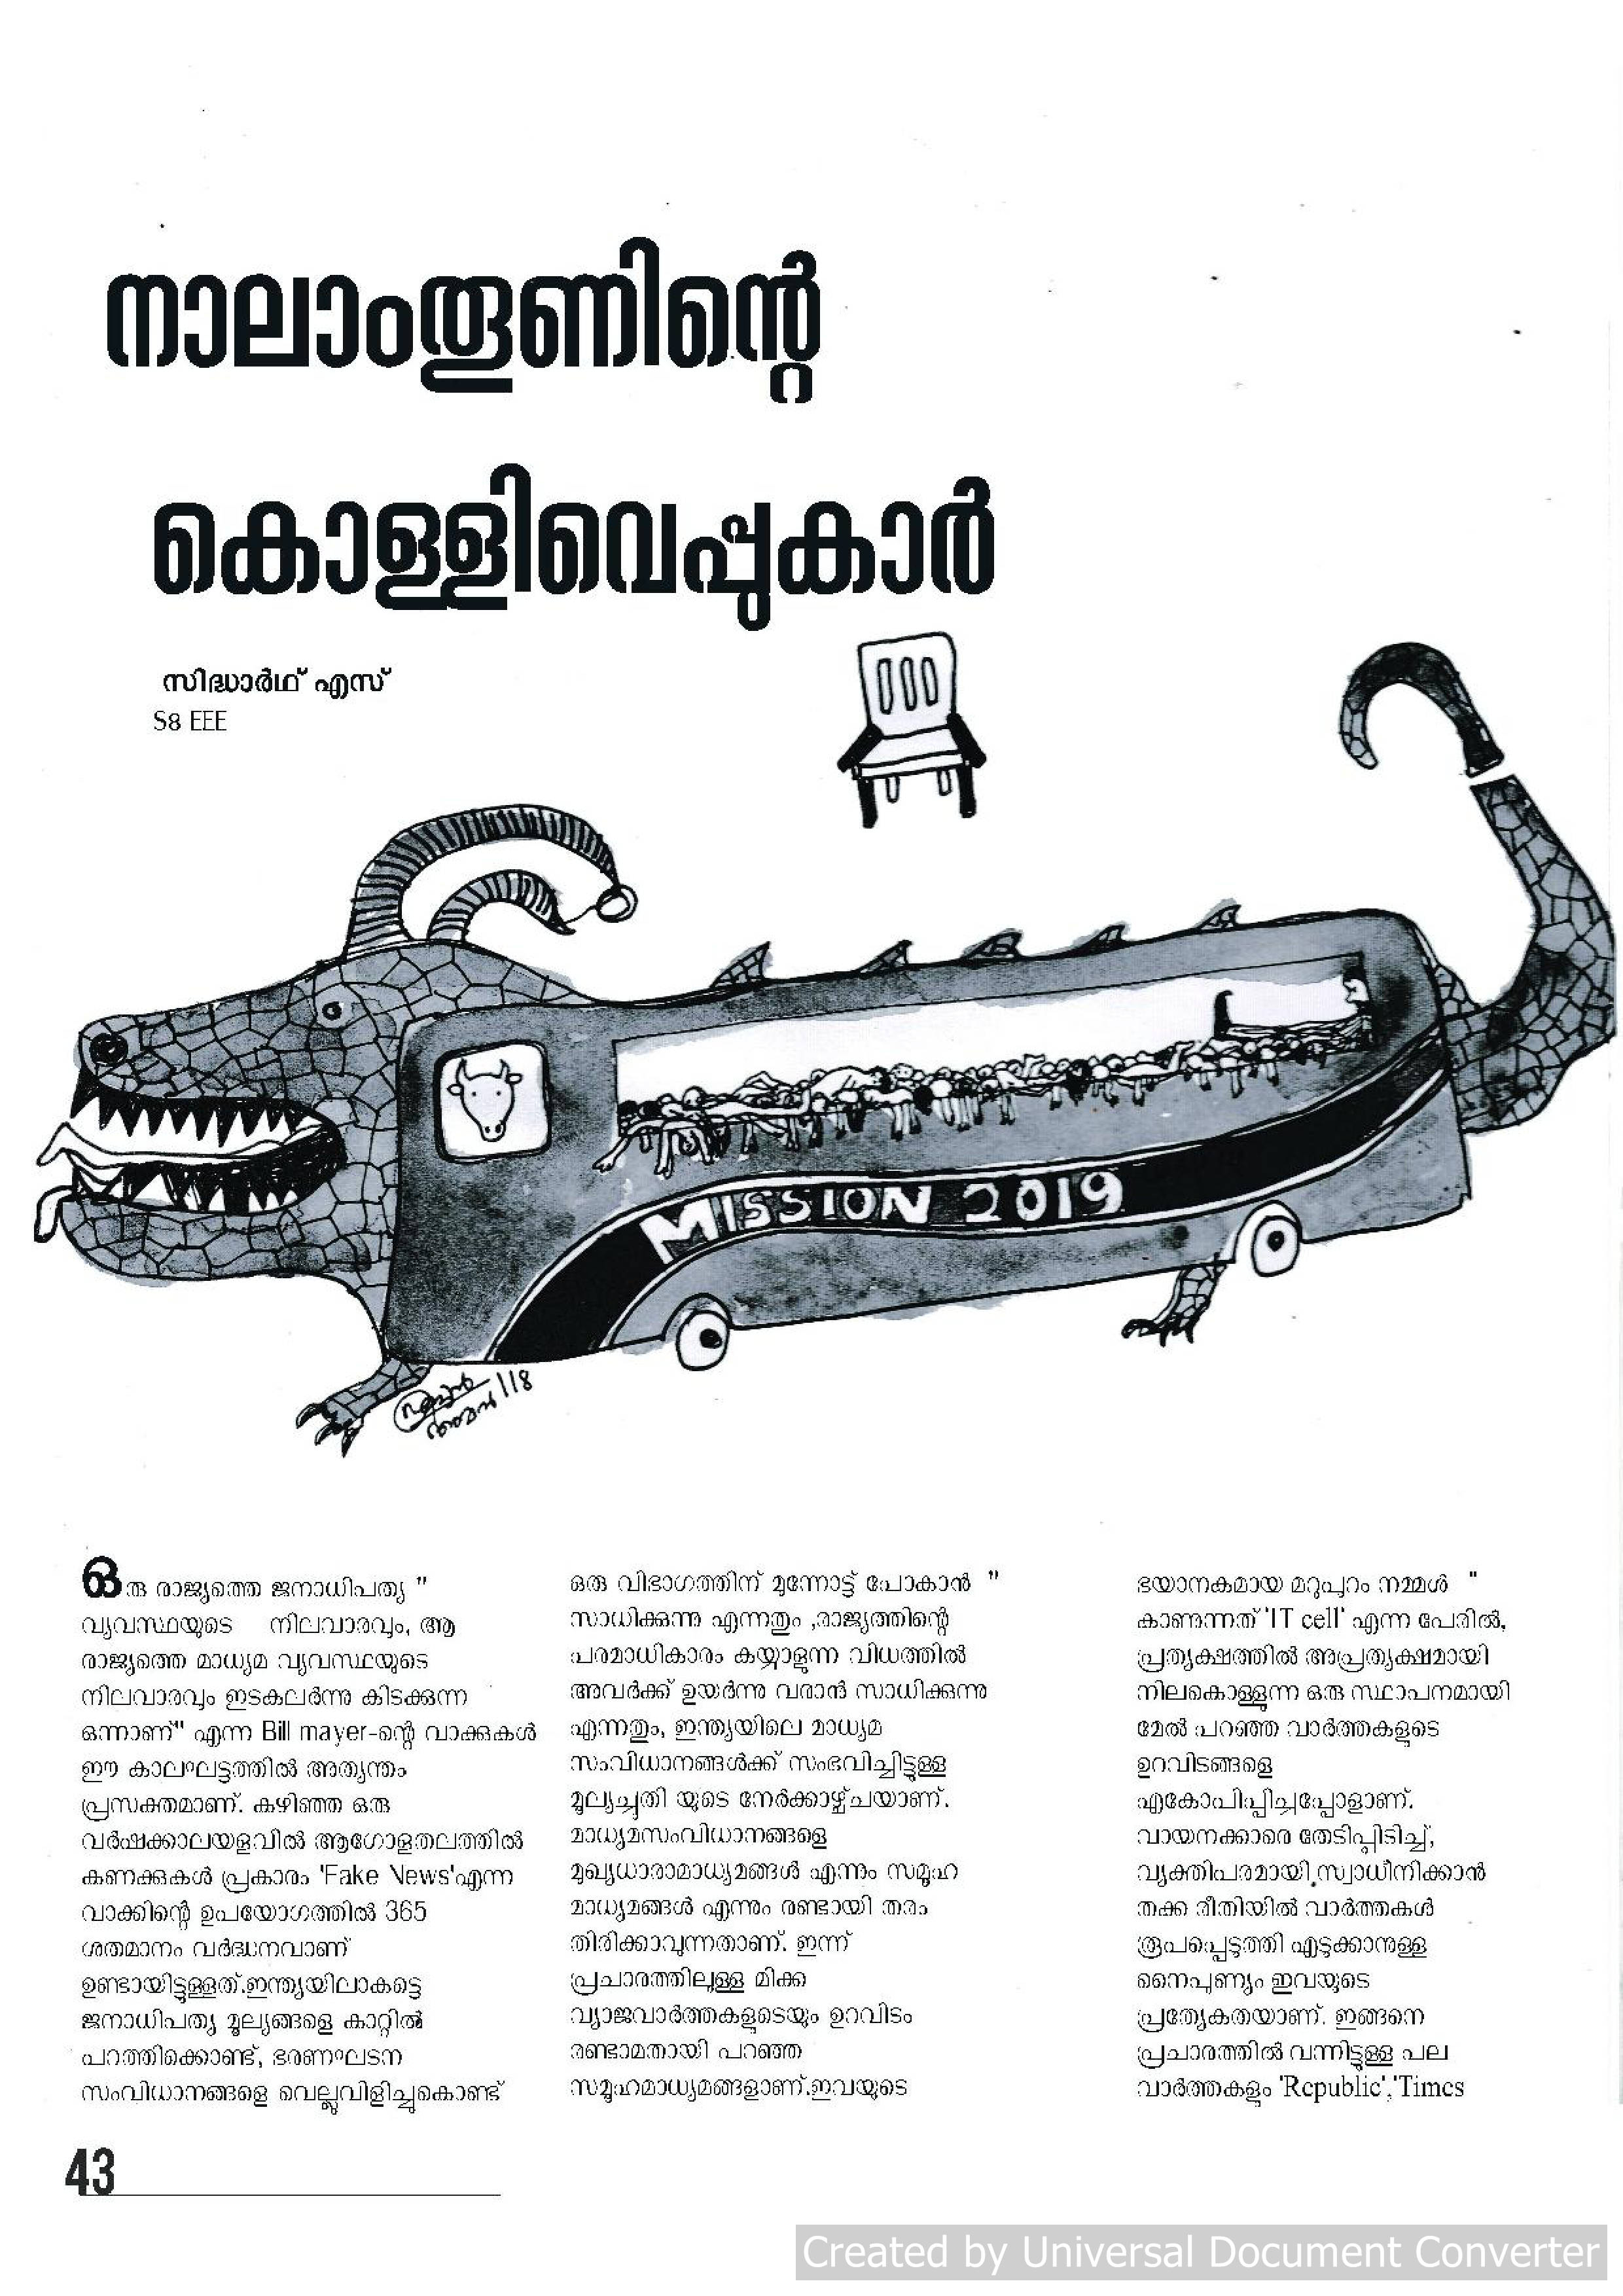 നാലാംതൂണിന്റെ
കൊള്ളിവെപ്പുകാർ
സിദ്ധാർഥ് എസ്
S8 EEE
MISSION 2019
ഒരു രാജ്യത്തെ ജനാധിപത്യ "
വ്യവസ്ഥയുടെ നിലവാരവും, ആ
രാജ്യത്തെ മാധ്യമ വ്യവസ്ഥയുടെ
നിലവാരവും ഇടകലർന്നു കിടക്കുന്ന
ഒന്നാണ്" എന്ന Bill mayer-ന്റെ വാക്കുകൾ
ഈ കാലഘട്ടത്തിൽ അത്യന്തം
പ്രസക്തമാണ്. കഴിഞ്ഞ ഒരു
വർഷക്കാലയളവിൽ ആഗോളതലത്തിൽ
കണക്കുകൾ പ്രകാരം 'Fake News'എന്ന
വാക്കിന്റെ ഉപയോഗത്തിൽ 365
ശതമാനം വർദ്ധനവാണ്
ഉണ്ടായിട്ടുള്ളത്.ഇന്ത്യയിലാകട്ടെ
ജനാധിപത്യ മൂല്യങ്ങളെ കാറ്റിൽ
പറത്തിക്കൊണ്ട്, ഭരണഘടന
സംവിധാനങ്ങളെ വെല്ലുവിളിച്ചുകൊണ്ട്
ഒരു വിഭാഗത്തിന് മുന്നോട്ട് പോകാൻ "
സാധിക്കുന്നു എന്നതും ,രാജ്യത്തിന്റെ
പരമാധികാരം കയ്യാളുന്ന വിധത്തിൽ
അവർക്ക് ഉയർന്നു വരാൻ സാധിക്കുന്നു
എന്നതും, ഇന്ത്യയിലെ മാധ്യമ
സംവിധാനങ്ങൾക്ക് സംഭവിച്ചിട്ടുള്ള
മൂല്യച്ചുതി യുടെ നേർക്കാഴ്ച്ചയാണ്.
മാധ്യമസംവിധാനങ്ങളെ
മുഖ്യധാരാമാധ്യമങ്ങൾ എന്നും സമൂഹ
മാധ്യമങ്ങൾ എന്നും രണ്ടായി തരം
തിരിക്കാവുന്നതാണ്. ഇന്ന്
പ്രചാരത്തിലുള്ള മിക്ക
വ്യാജവാർത്തകളുടെയും ഉറവിടം
രണ്ടാമതായി പറഞ്ഞ
സമൂഹമാധ്യമങ്ങളാണ്.ഇവയുടെ
ഭയാനകമായ മറുപുറം നമ്മൾ "
കാണുന്നത് 'IT cell' എന്ന പേരിൽ,
പ്രത്യക്ഷത്തിൽ അപ്രത്യക്ഷമായി
നിലകൊള്ളുന്ന ഒരു സ്ഥാപനമായി
മേൽ പറഞ്ഞ വാർത്തകളുടെ
ഉറവിടങ്ങളെ
ഏകോപിപ്പിച്ചപ്പോളാണ്.
വായനക്കാരെ തേടിപ്പിടിച്ച്,
വ്യക്തിപരമായി സ്വാധീനിക്കാൻ
തക്ക രീതിയിൽ വാർത്തകൾ
രൂപപ്പെടുത്തി എടുക്കാനുള്ള
നൈപുണ്യം ഇവയുടെ
പ്രത്യേകതയാണ്. ഇങ്ങനെ
പ്രചാരത്തിൽ വന്നിട്ടുള്ള പല
വാർത്തകളും 'Republic','Times
43
Created by Universal Document Converter